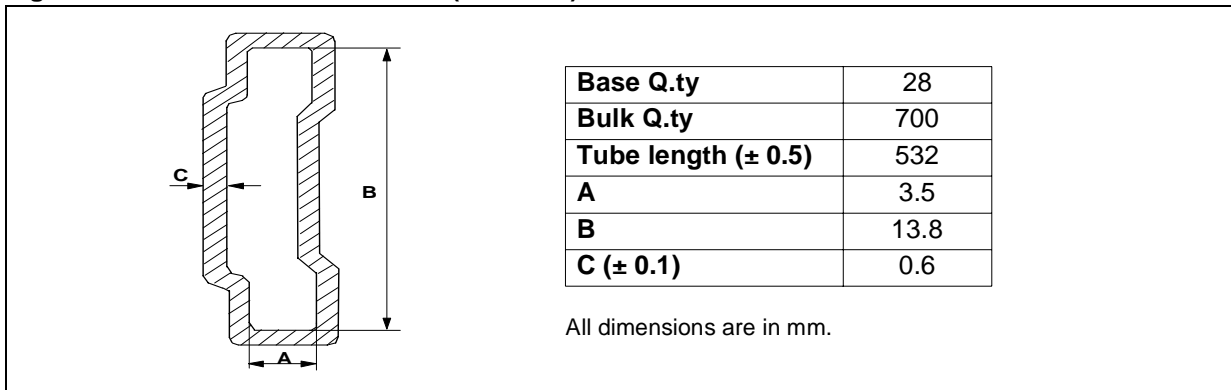 C
B
A
Base Q.ty 28
Bulk Q.ty 700
Tube length (± 0.5) 532
A 3.5
B 13.8
C (± 0.1) 0.6
All dimensions are in mm.